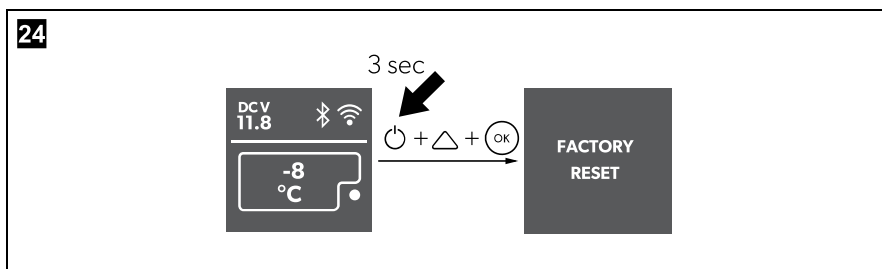 24
3 sec
DC V
11.8
-8
°C
+ + OK
FACTORY
RESET